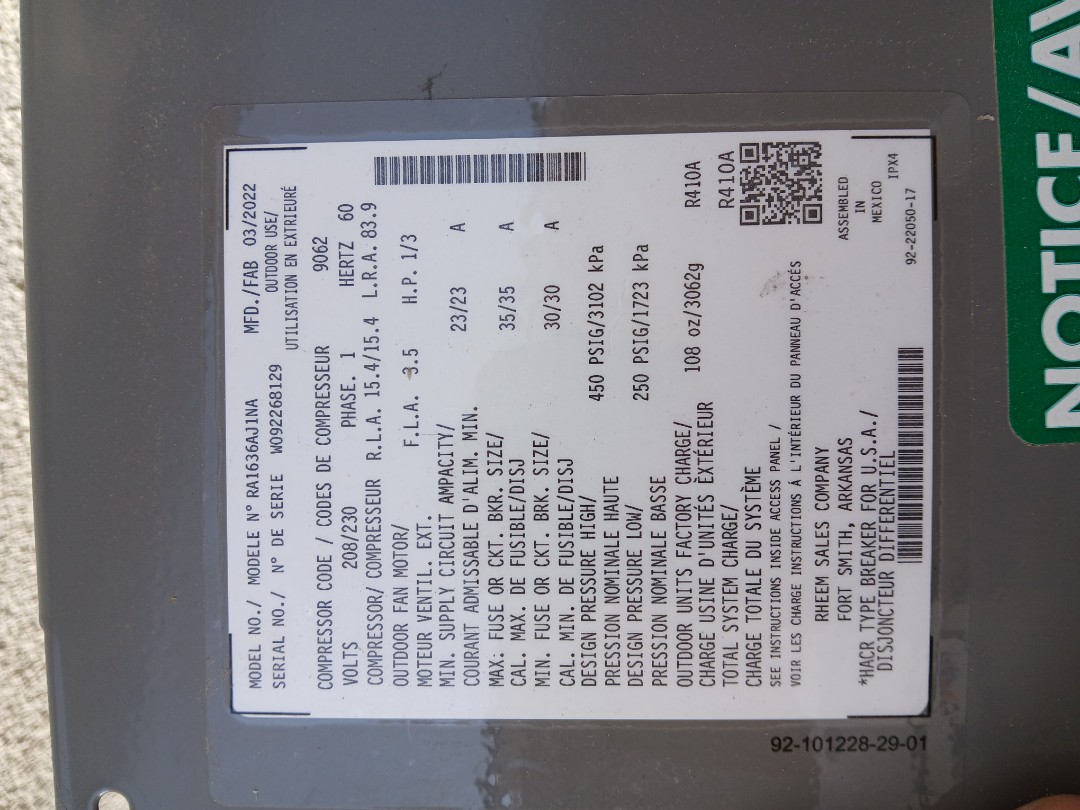 MODEL NO./ MODELE N° RA1636AJ1NA MFD./FAB 03/2022
SERIAL NO./ N° DE SERIE W092268129 OUTDOOR USE/
UTILISATION EN EXTRIEURÉ
COMPRESSOR CODE / CODES DE COMPRESSEUR 9062
VOLTS 208/230 PHASE. 1 HERTZ 60
COMPRESSOR/ COMPRESSEUR R.L.A. 15.4/15.4 L.R.A. 83.9
OUTDOOR FAN MOTOR/
MOTEUR VENTIL. EXT. F.L.A. 3.5 H.P. 1/3
MIN. SUPPLY CIRCUIT AMPACITY/
COURANT ADMISSABLE D'ALIM. MIN. 23/23 A
MAX: FUSE OR CKT. BKR. SIZE/
CAL. MAX. DE FUSIBLE/DISJ 35/35 A
MIN. FUSE OR CKT. BRK. SIZE/
CAL. MIN. DE FUSIBLE/DISJ 30/30 A
DESIGN PRESSURE HIGH/
PRESSION NOMINALE HAUTE 450 PSIG/3102 kPa
DESIGN PRESSURE LOW/
PRESSION NOMINALE BASSE 250 PSIG/1723 kPa
OUTDOOR UNITS FACTORY CHARGE/
CHARGE USINE D'UNITÉS ÈXTÉRIEUR 108 oz/3062g R410A
TOTAL SYSTEM CHARGE/
CHARGE TOTALE DU SYSTÈME R410A
SEE INSTRUCTIONS INSIDE ACCESS PANEL /
VOIR LES CHARGE INSTRUCTIONS Á L'INTÉRIEUR DU PANNEAU D'ACCÉS
RHEEM SALES COMPANY
FORT SMITH, ARKANSAS
ASSEMBLED
IN
MEXICO
*HACR TYPE BREAKER FOR U.S.A./
DISJONCTEUR DIFFERENTIEL
IPX4
92-22050-17
92-101228-29-01
NOTICE/AV